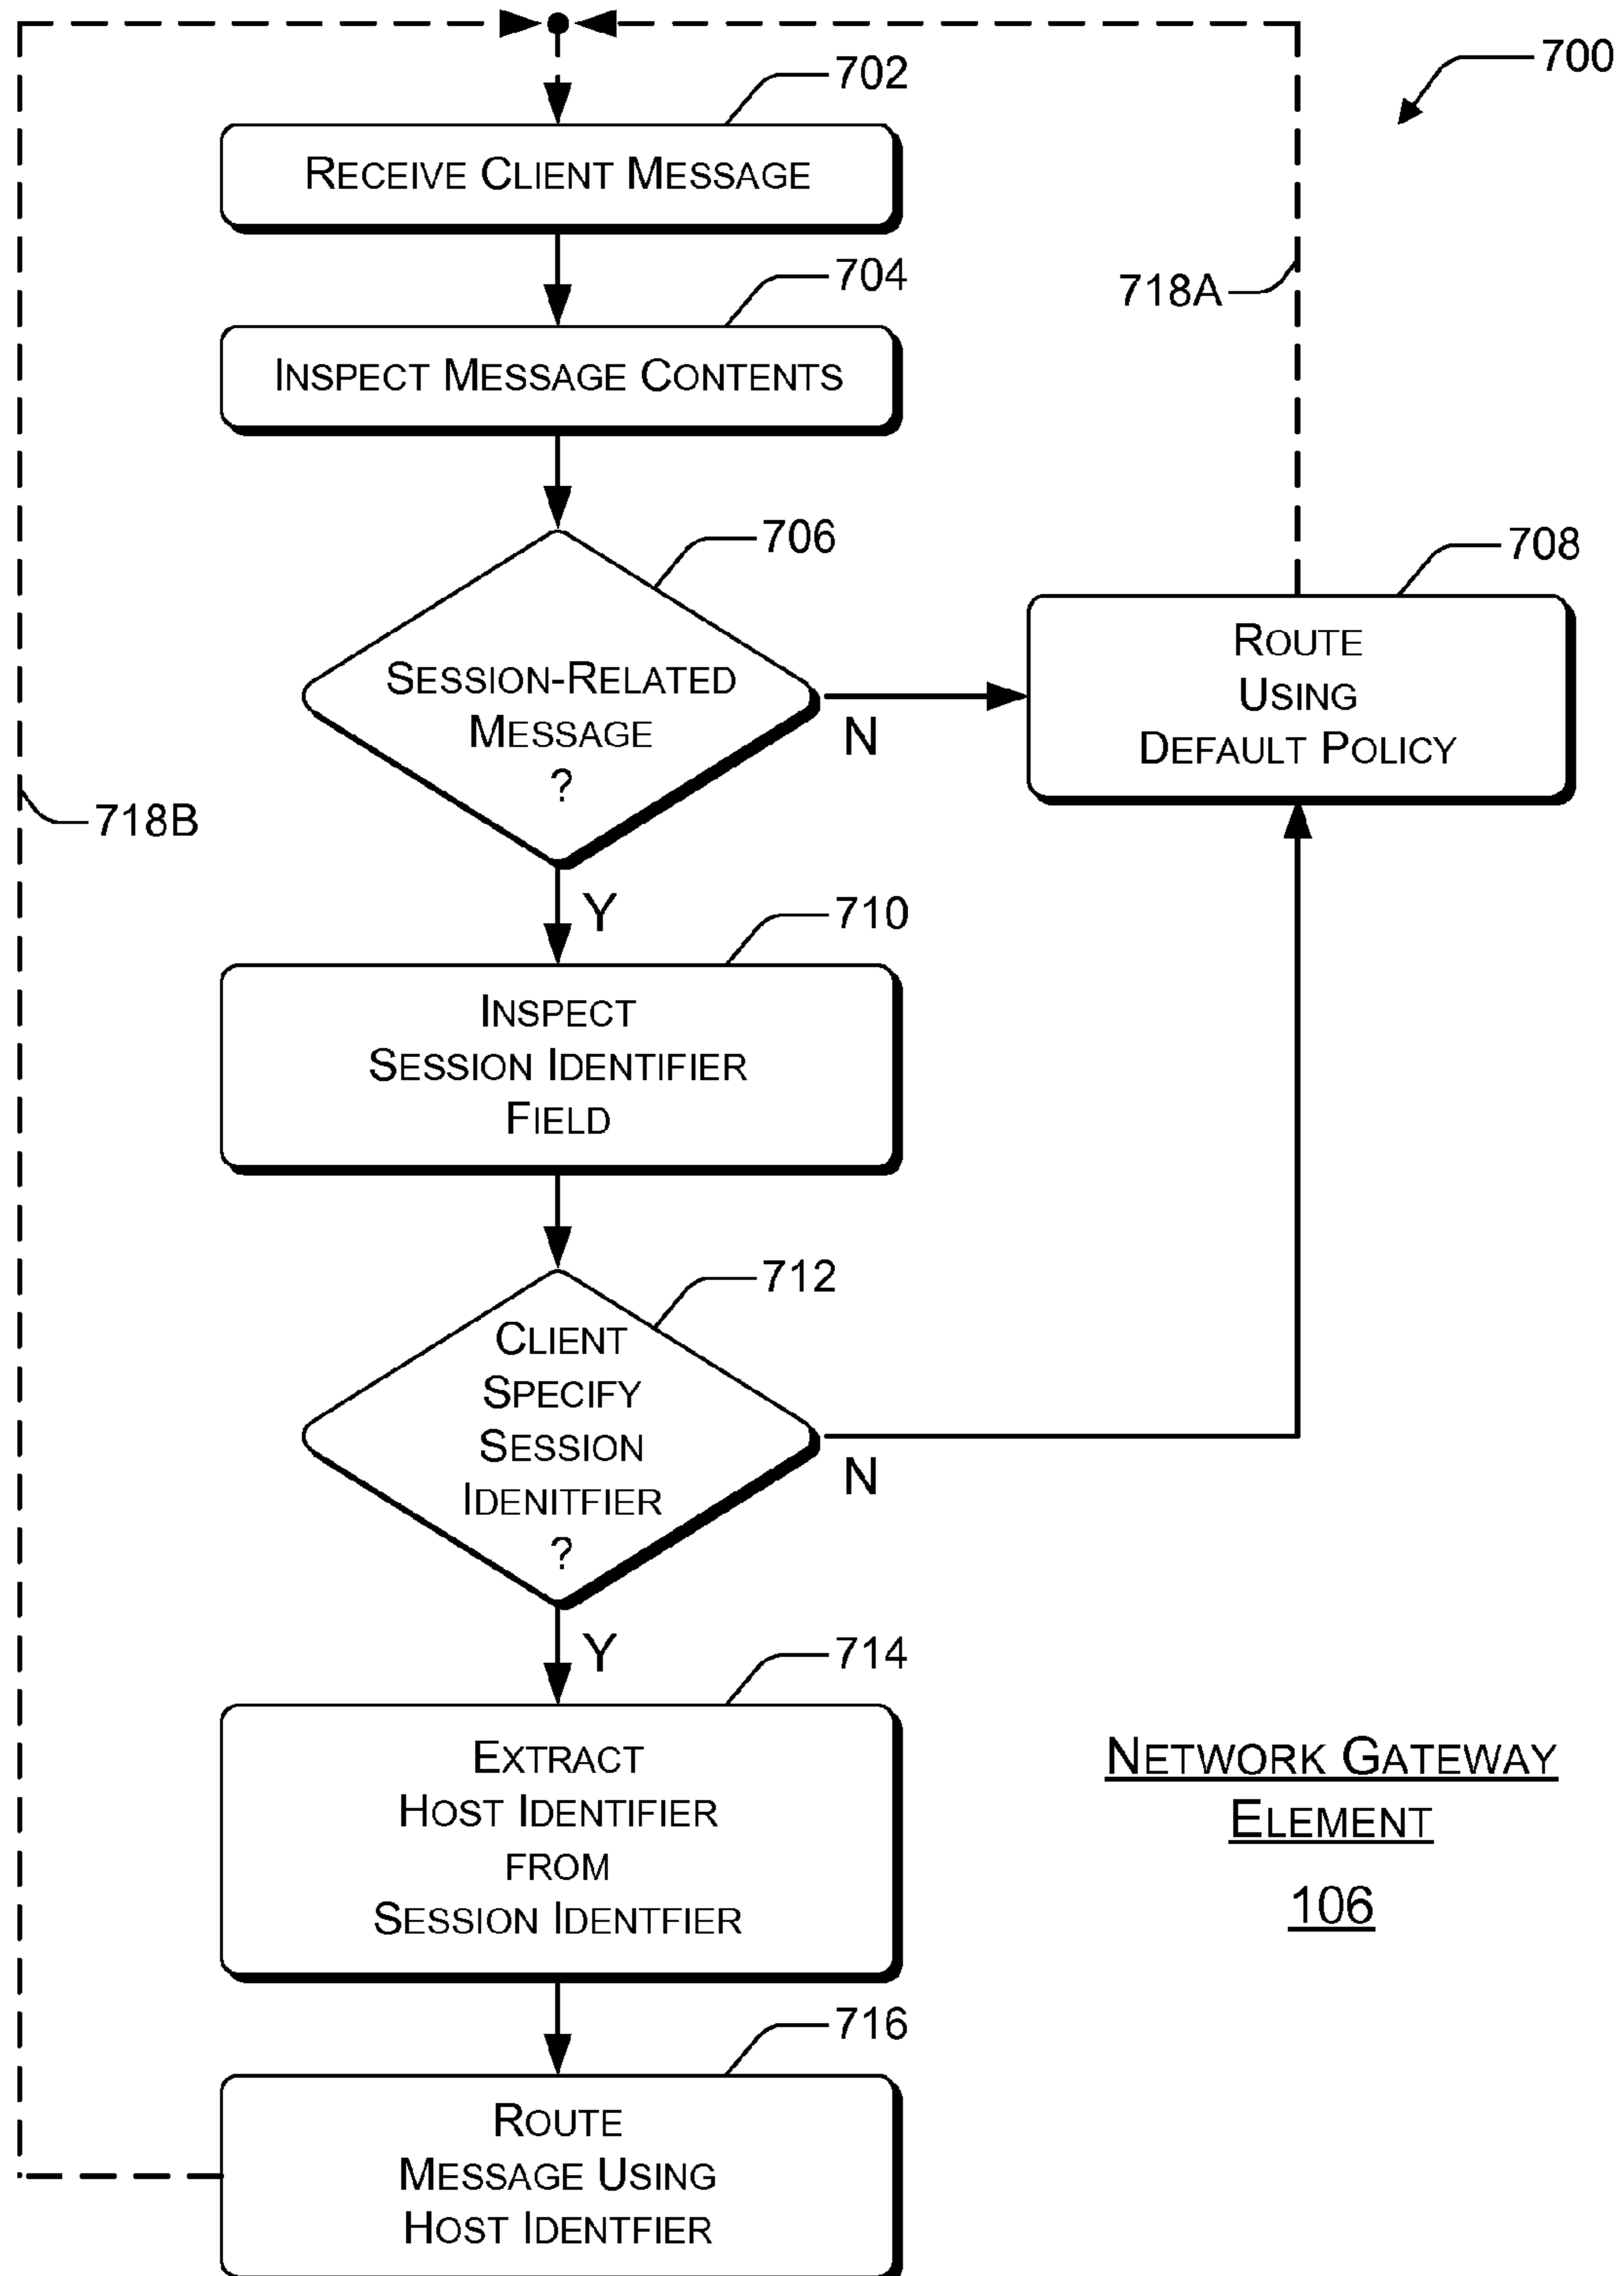 700
702
RECEIVE CLIENT MESSAGE
704
INSPECT MESSAGE CONTENTS
718A
706
SESSION-RELATED
MESSAGE
?
N
Y
708
ROUTE
USING
DEFAULT POLICY
718B
710
INSPECT
SESSION IDENTIFIER
FIELD
712
CLIENT
SPECIFY
SESSION
IDENITFIER
?
N
Y
714
EXTRACT
HOST IDENTIFIER
FROM
SESSION IDENTFIER
NETWORK GATEWAY
ELEMENT
106
716
ROUTE
MESSAGE USING
HOST IDENTFIER